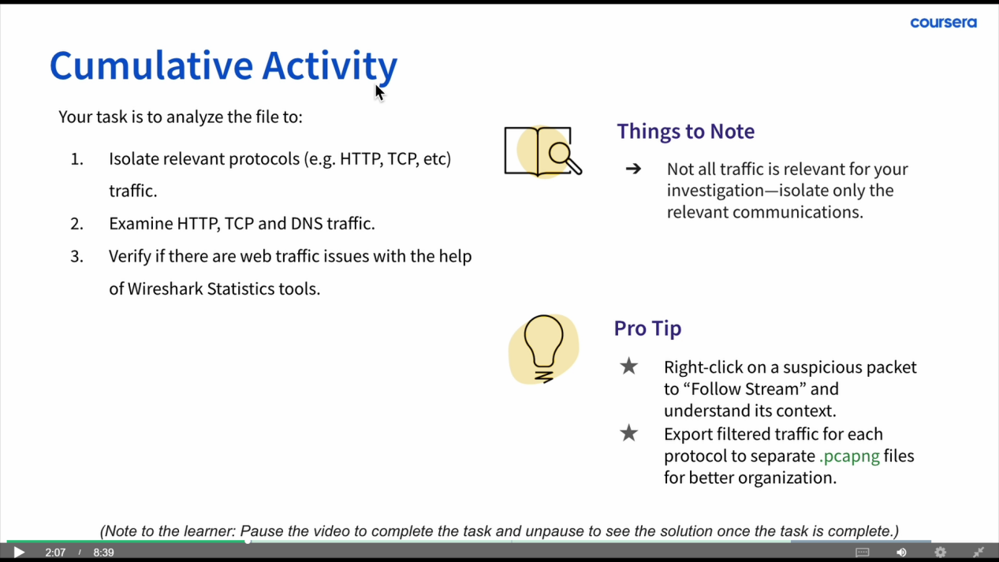 coursera
Cumulative Activity
Your task is to analyze the file to:
1. Isolate relevant protocols (e.g. HTTP, TCP, etc)
traffic.
2. Examine HTTP, TCP and DNS traffic.
3. Verify if there are web traffic issues with the help
of Wireshark Statistics tools.
Things to Note
➔ Not all traffic is relevant for your
investigation—isolate only the
relevant communications.
Pro Tip
★ Right-click on a suspicious packet
to “Follow Stream” and
understand its context.
★ Export filtered traffic for each
protocol to separate .pcapng files
for better organization.
(Note to the learner: Pause the video to complete the task and unpause to see the solution once the task is complete.)
2:07 / 8:39